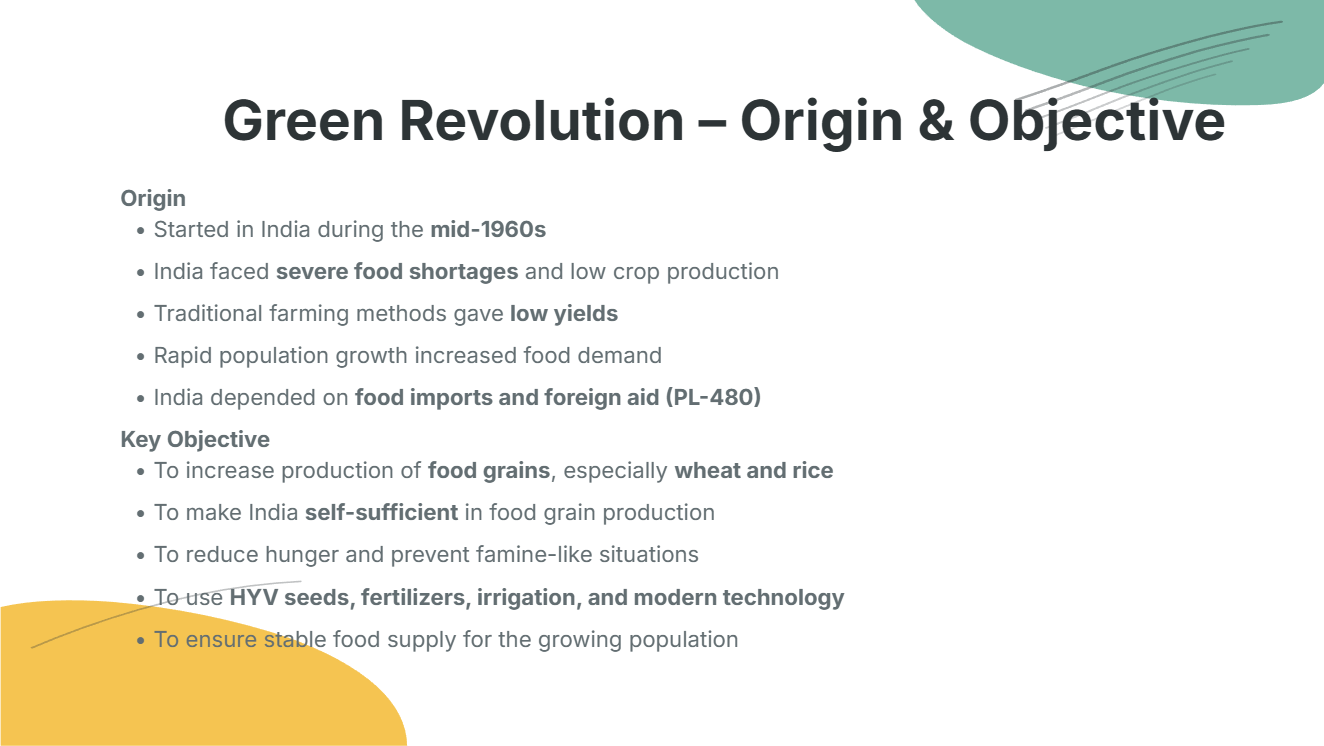 Green Revolution – Origin & Objective
Origin
• Started in India during the mid-1960s
• India faced severe food shortages and low crop production
• Traditional farming methods gave low yields
• Rapid population growth increased food demand
• India depended on food imports and foreign aid (PL-480)
Key Objective
• To increase production of food grains, especially wheat and rice
• To make India self-sufficient in food grain production
• To reduce hunger and prevent famine-like situations
• To use HYV seeds, fertilizers, irrigation, and modern technology
• To ensure stable food supply for the growing population